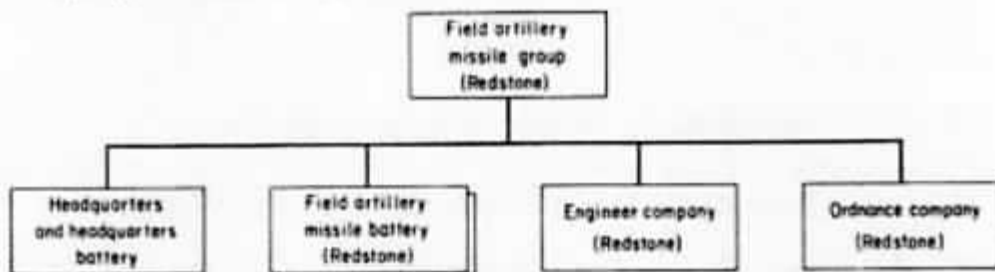 Field artillery
missile group
(Redstone)
Headquarters
and headquarters
battery
Field artillery
missile battery
(Redstone)
Engineer company
(Redstone)
Ordnance company
(Redstone)